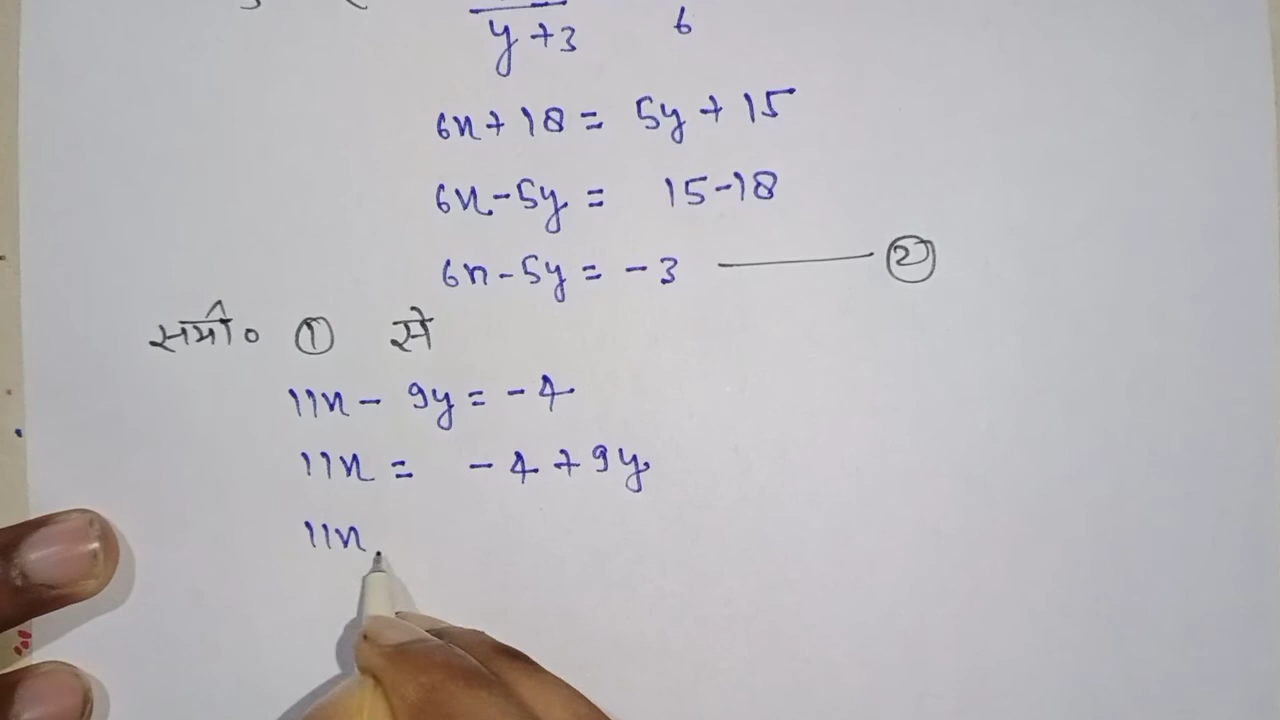 y + 3 6
6x + 18 = 5y + 15
6x - 5y = 15 - 18
6x - 5y = - 3 ——— ②
समी० ① से
11x - 9y = - 4
11x = - 4 + 9y
11x